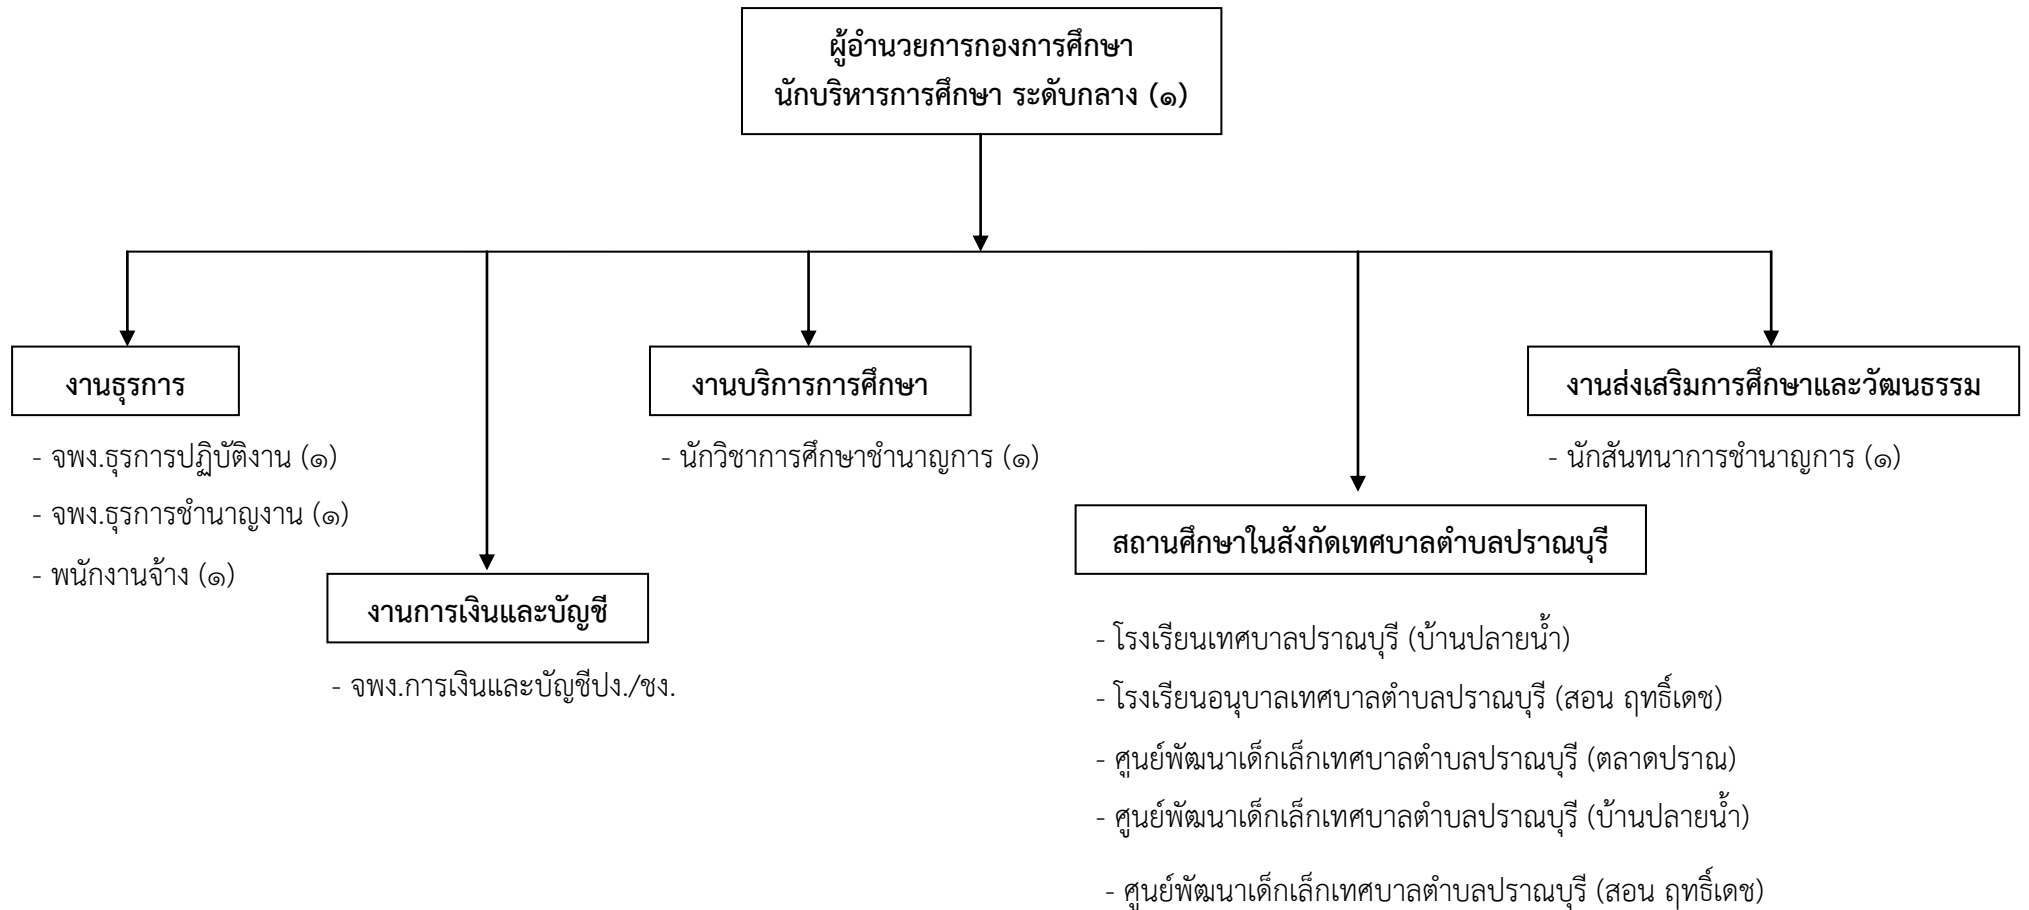 ผู้อำนวยการกองการศึกษา
นักบริหารการศึกษา ระดับกลาง (๑)
งานธุรการ
- จพง.ธุรการปฏิบัติงาน (๑)
- จพง.ธุรการชำนาญงาน (๑)
- พนักงานจ้าง (๑)
งานการเงินและบัญชี
- จพง.การเงินและบัญชีปง./ชง.
งานบริการการศึกษา
- นักวิชาการศึกษาชำนาญการ (๑)
สถานศึกษาในสังกัดเทศบาลตำบลปราณบุรี
- โรงเรียนเทศบาลปราณบุรี (บ้านปลายน้ำ)
- โรงเรียนอนุบาลเทศบาลตำบลปราณบุรี (สอน ฤทธิ์เดช)
- ศูนย์พัฒนาเด็กเล็กเทศบาลตำบลปราณบุรี (ตลาดปราณ)
- ศูนย์พัฒนาเด็กเล็กเทศบาลตำบลปราณบุรี (บ้านปลายน้ำ)
- ศูนย์พัฒนาเด็กเล็กเทศบาลตำบลปราณบุรี (สอน ฤทธิ์เดช)
งานส่งเสริมการศึกษาและวัฒนธรรม
- นักสันทนาการชำนาญการ (๑)